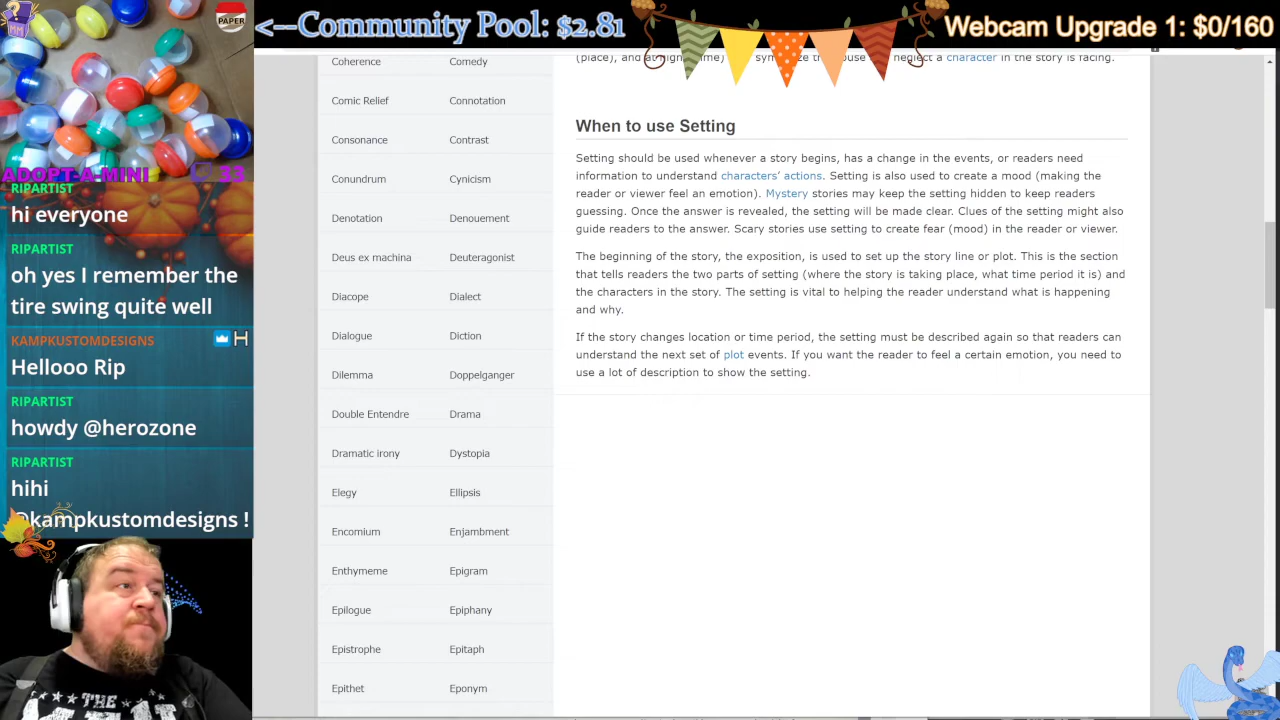 PAPER
<--Community Pool: $2.81
Webcam Upgrade 1: $0/160
ADOPT-A-MINI 33
RIPARTIST
hi everyone
RIPARTIST
oh yes I remember the
tire swing quite well
KAMPKUSTOMDESIGNS
H
Hellooo Rip
RIPARTIST
howdy @herozone
RIPARTIST
hihi
@kampkustomdesigns !
THE
Coherence Comedy
Comic Relief Connotation
Consonance Contrast
Conundrum Cynicism
Denotation Denouement
Deus ex machina Deuteragonist
Diacope Dialect
Dialogue Diction
Dilemma Doppelganger
Double Entendre Drama
Dramatic irony Dystopia
Elegy Ellipsis
Encomium Enjambment
Enthymeme Epigram
Epilogue Epiphany
Epistrophe Epitaph
Epithet Eponym
(place), and at neglect a character in the story is facing.
When to use Setting
Setting should be used whenever a story begins, has a change in the events, or readers need
information to understand characters’ actions. Setting is also used to create a mood (making the
reader or viewer feel an emotion). Mystery stories may keep the setting hidden to keep readers
guessing. Once the answer is revealed, the setting will be made clear. Clues of the setting might also
guide readers to the answer. Scary stories use setting to create fear (mood) in the reader or viewer.
The beginning of the story, the exposition, is used to set up the story line or plot. This is the section
that tells readers the two parts of setting (where the story is taking place, what time period it is) and
the characters in the story. The setting is vital to helping the reader understand what is happening
and why.
If the story changes location or time period, the setting must be described again so that readers can
understand the next set of plot events. If you want the reader to feel a certain emotion, you need to
use a lot of description to show the setting.